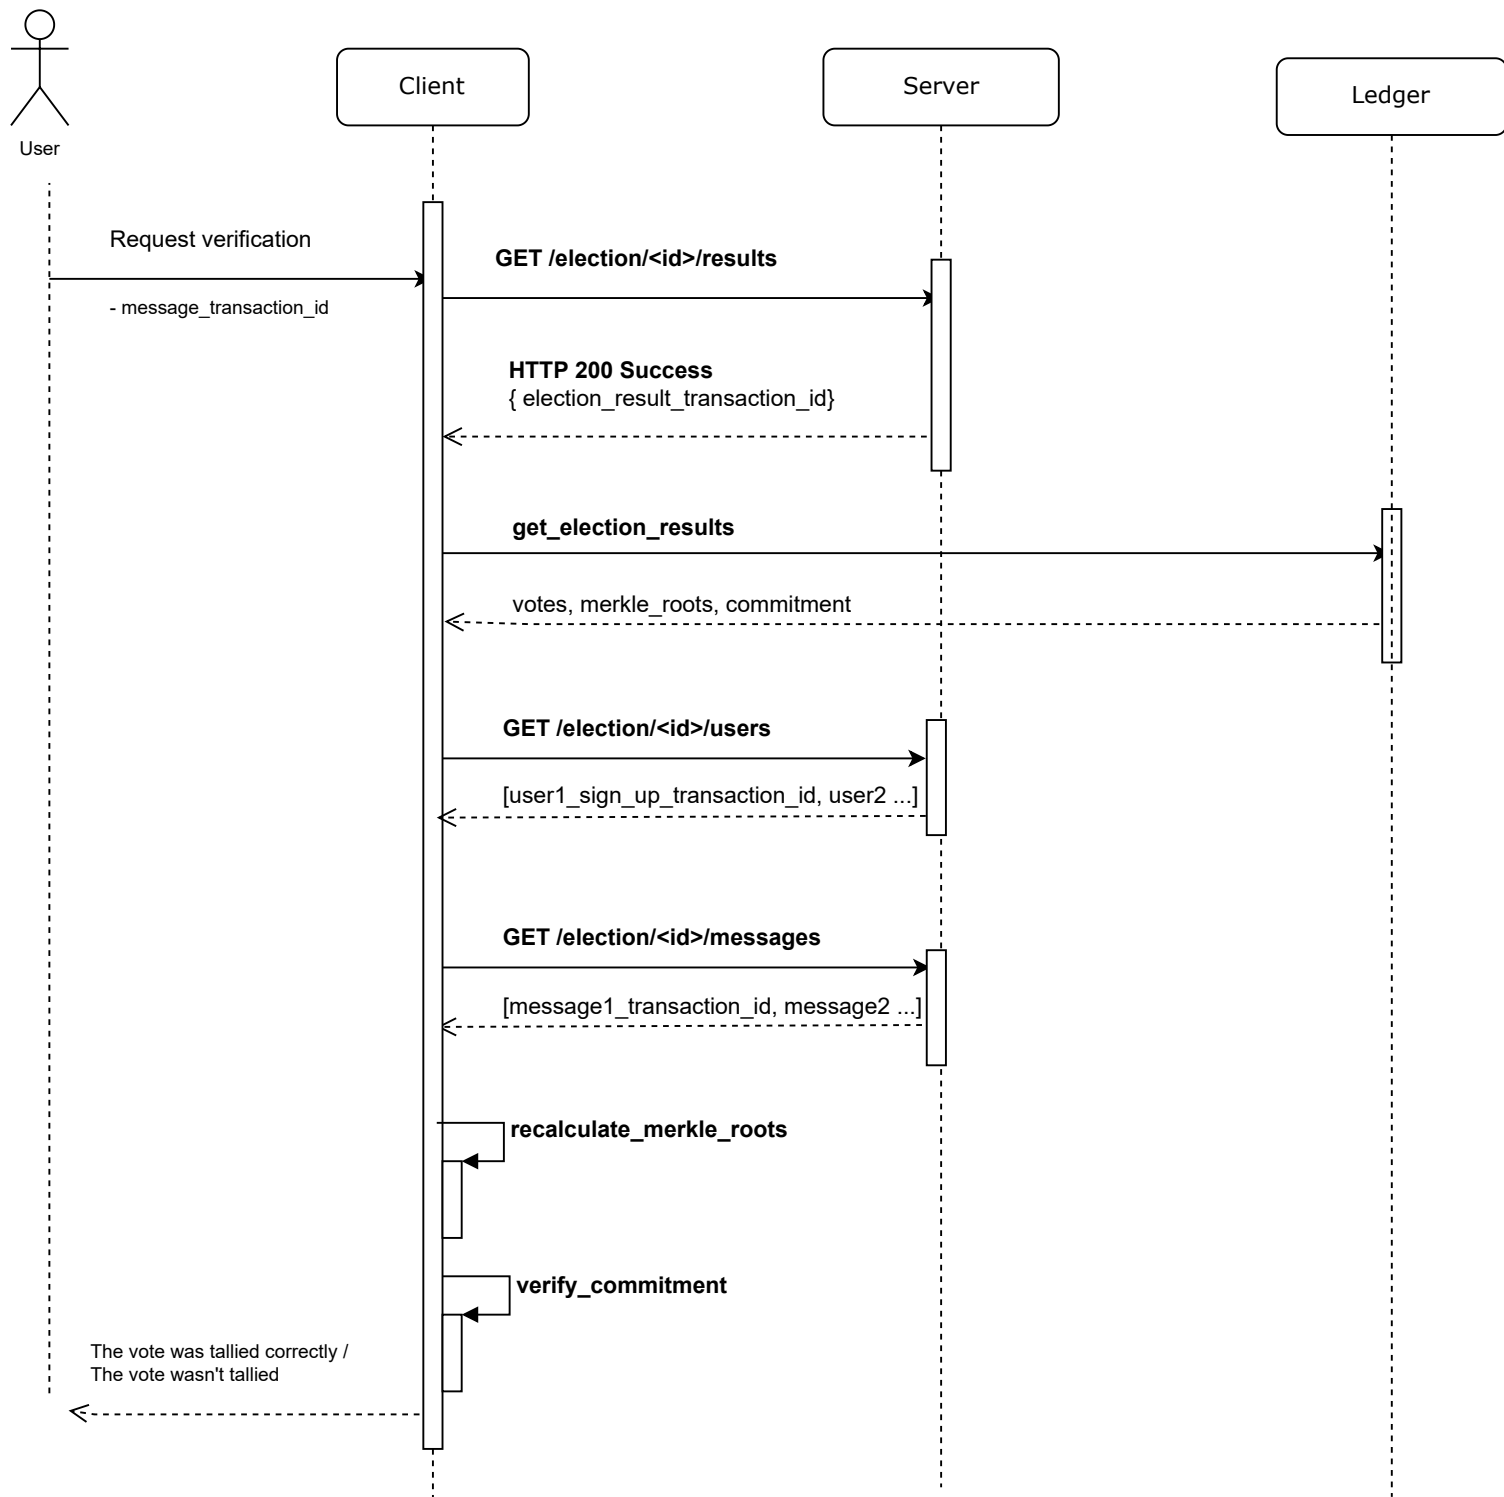 Client
Server
Ledger
User
Request verification
- message_transaction_id
GET /election/<id>/results
HTTP 200 Success
{ election_result_transaction_id}
get_election_results
votes, merkle_roots, commitment
GET /election/<id>/users
[user1_sign_up_transaction_id, user2 ...]
GET /election/<id>/messages
[message1_transaction_id, message2 ...]
recalculate_merkle_roots
verify_commitment
The vote was tallied correctly /
The vote wasn't tallied